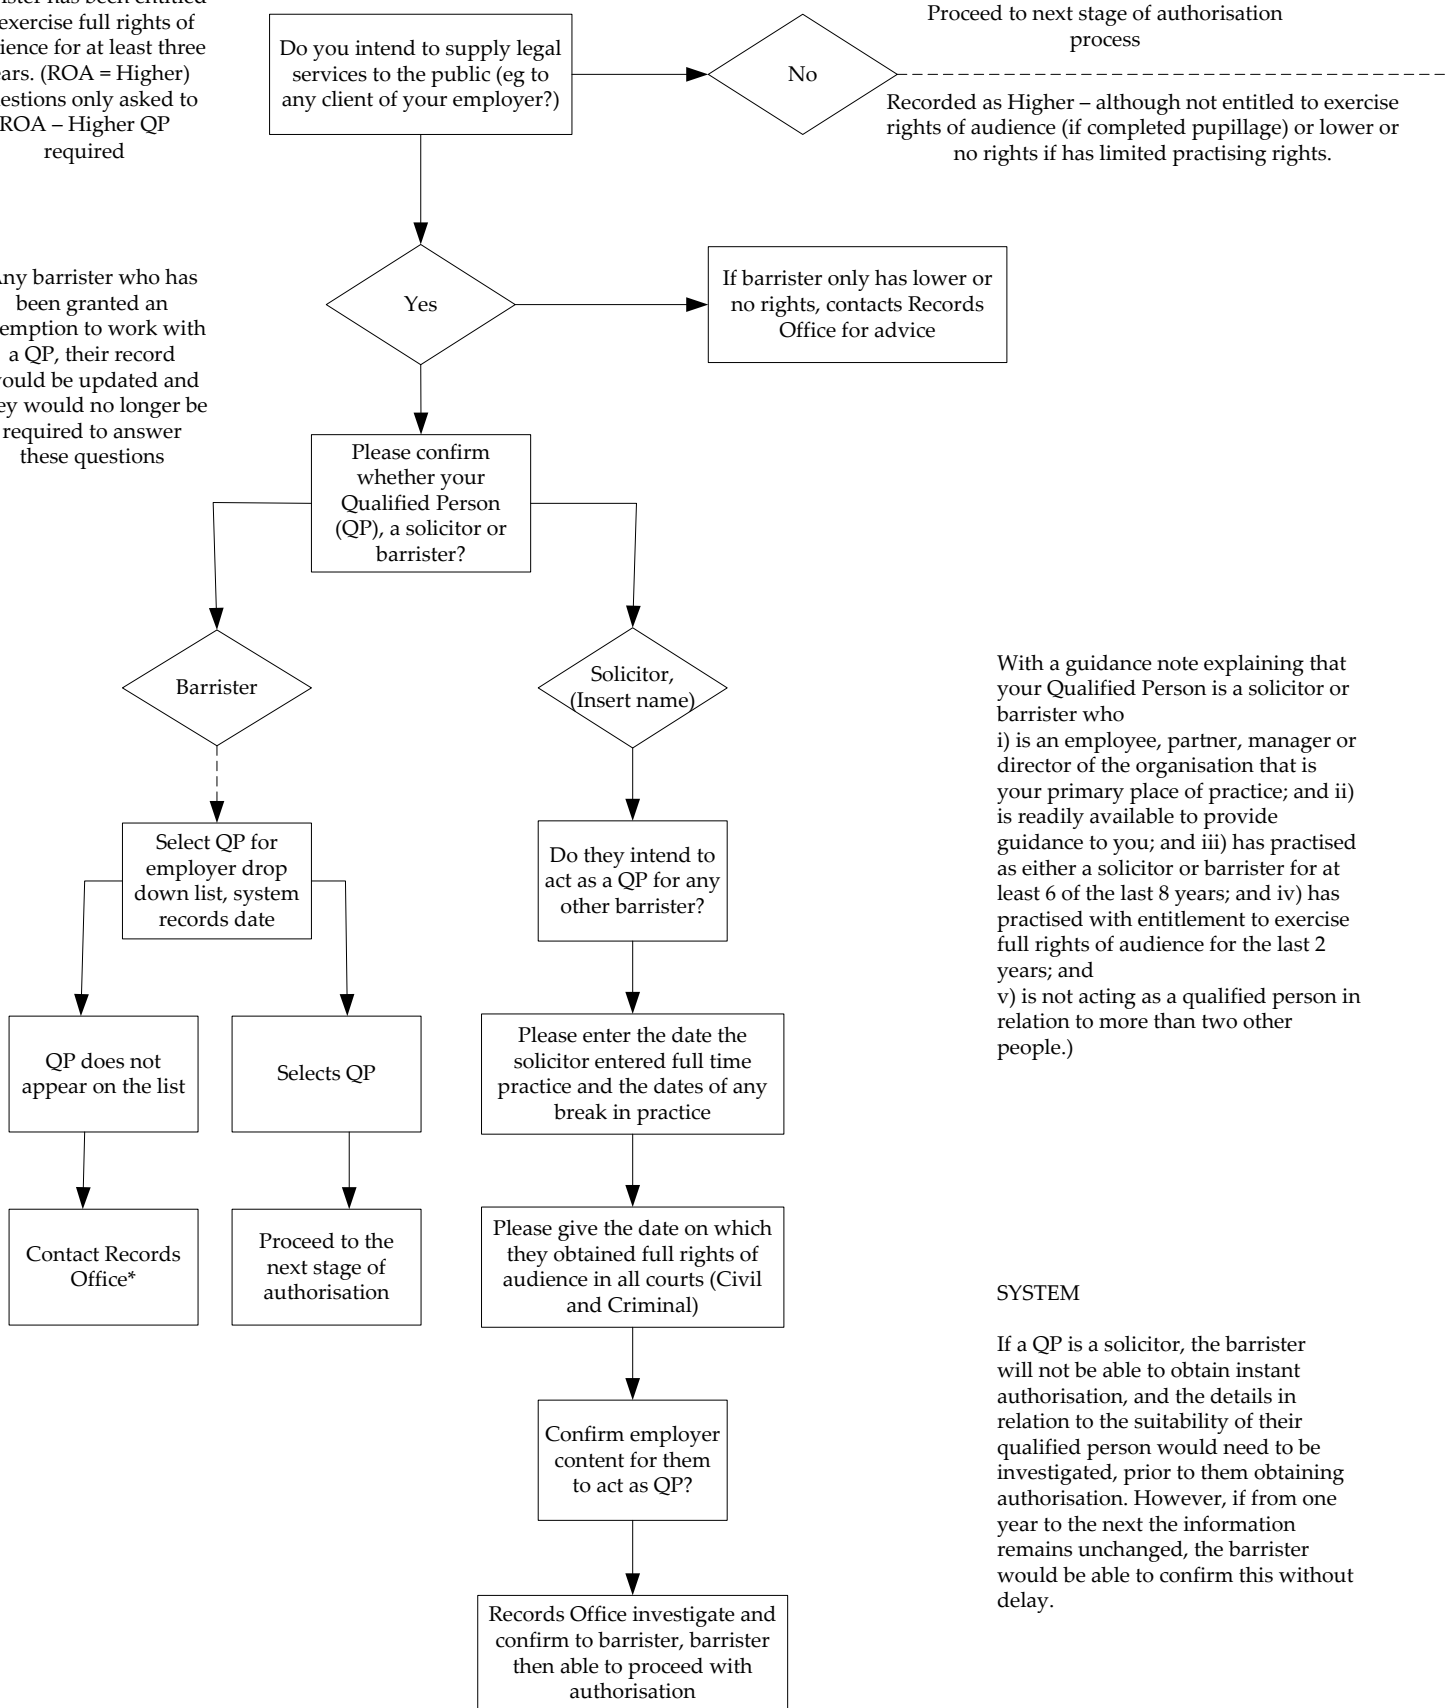 exercise full rights of
for at least three
(ROA = Higher)
only asked to
ROA – Higher QP
required
Do you intend to supply legal
services to the public (eg to
any client of your employer?)
No
Proceed to next stage of authorisation
process
Recorded as Higher – although not entitled to exercise
rights of audience (if completed pupillage) or lower or
no rights if has limited practising rights.
barrister who has
been granted an
to work with
a QP, their record
be updated and
would no longer be
required to answer
these questions
Yes
If barrister only has lower or
no rights, contacts Records
Office for advice
Please confirm
whether your
Qualified Person
(QP), a solicitor or
barrister?
Barrister
Solicitor,
(Insert name)
Select QP for
employer drop
down list, system
records date
Do they intend to
act as a QP for any
other barrister?
With a guidance note explaining that
your Qualified Person is a solicitor or
barrister who
i) is an employee, partner, manager or
director of the organisation that is
your primary place of practice; and ii)
is readily available to provide
guidance to you; and iii) has practised
as either a solicitor or barrister for at
least 6 of the last 8 years; and iv) has
practised with entitlement to exercise
full rights of audience for the last 2
years; and
v) is not acting as a qualified person in
relation to more than two other
people.)
QP does not
appear on the list
Selects QP
Please enter the date the
solicitor entered full time
practice and the dates of any
break in practice
Contact Records
Office*
Proceed to the
next stage of
authorisation
Please give the date on which
they obtained full rights of
audience in all courts (Civil
and Criminal)
Confirm employer
content for them
to act as QP?
Records Office investigate and
confirm to barrister, barrister
then able to proceed with
authorisation
SYSTEM
If a QP is a solicitor, the barrister
will not be able to obtain instant
authorisation, and the details in
relation to the suitability of their
qualified person would need to be
investigated, prior to them obtaining
authorisation. However, if from one
year to the next the information
remains unchanged, the barrister
would be able to confirm this without
delay.